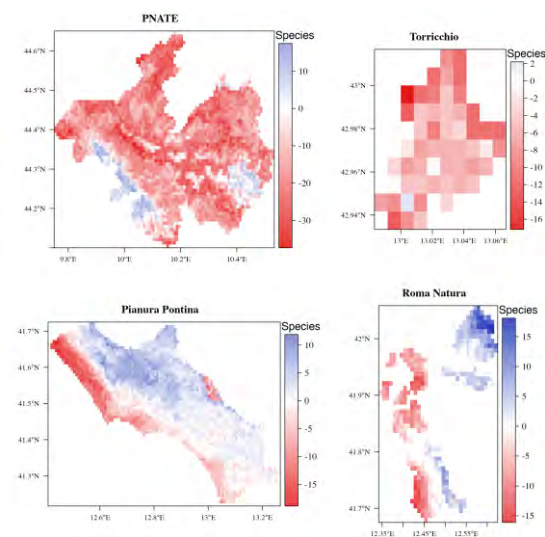 PNATE
Species
44.6°N
44.5°N
44.4°N
44.3°N
44.2°N
10
0
-10
-20
-30
9.8°E
10°E
10.2°E
10.4°E
Torricchio
Species
43°N
42.98°N
42.96°N
42.94°N
2
0
-2
-4
-6
-8
-10
-12
-14
-16
13°E
13.02°E
13.04°E
13.06°E
Pianura Pontina
Species
41.7°N
41.6°N
41.5°N
41.4°N
41.3°N
10
5
0
-5
-10
-15
12.6°E
12.8°E
13°E
13.2°E
Roma Natura
Species
42°N
41.9°N
41.8°N
41.7°N
15
10
5
0
-5
-10
-15
12.35°E
12.45°E
12.55°E